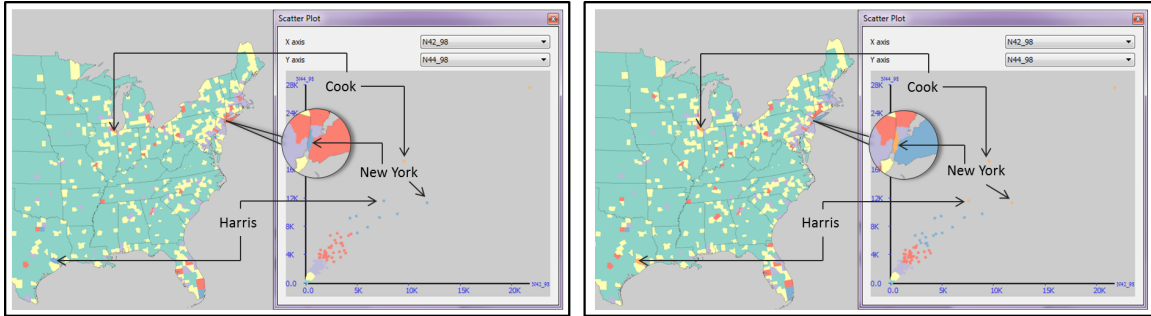 Scatter Plot
X axis
N42_98
Y axis
N44_98
N44_98
28K
24K
Cook
16K
New York
12K
Harris
8K
4K
0.0
0.0
5K
10K
15K
20K
N42_98
Scatter Plot
X axis
N42_98
Y axis
N44_98
N44_98
28K
24K
Cook
16K
New York
12K
Harris
8K
4K
0.0
0.0
5K
10K
15K
20K
N42_98